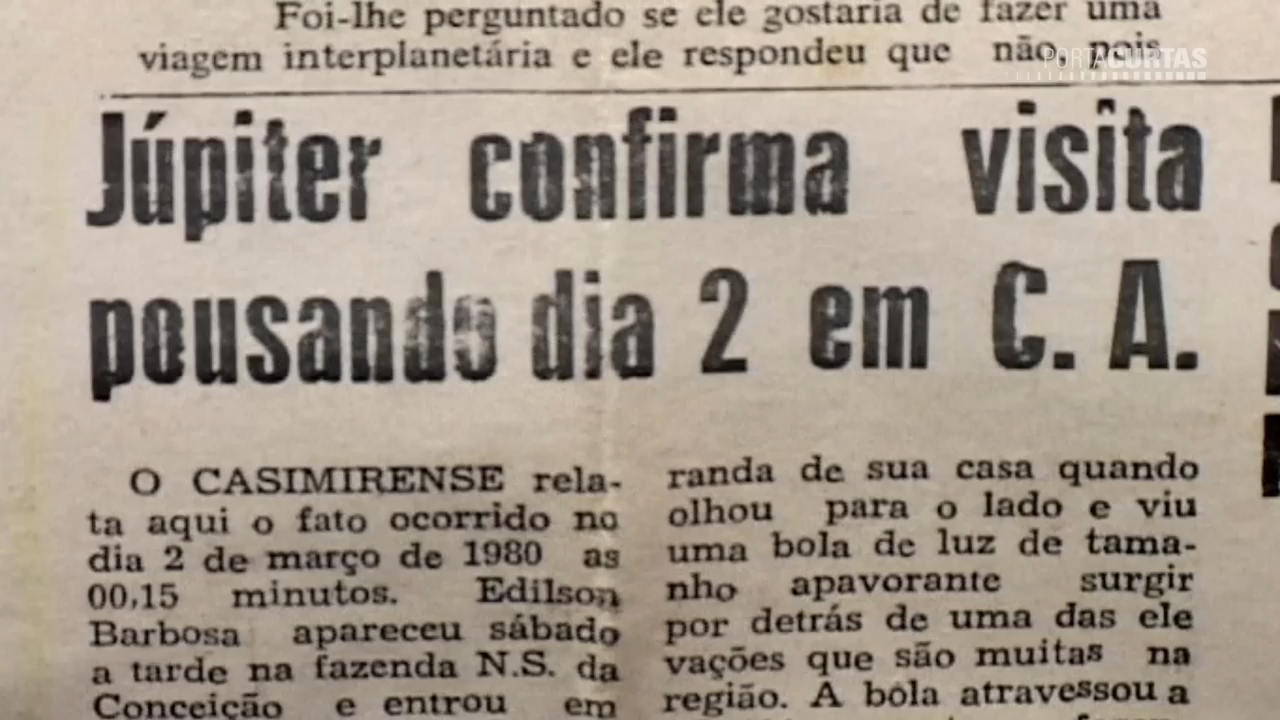 Foi-lhe perguntado se ele gostaria de fazer uma
viagem interplanetária e ele respondeu que não pois
PORTACURTAS
Júpiter confirma visita
pousando dia 2 em C. A.
O CASIMIRENSE rela-
ta aqui o fato ocorrido no
dia 2 de março de 1980 as
00,15 minutos. Edilson
Barbosa apareceu sábado
a tarde na fazenda N.S. da
Conceição e entrou em
randa de sua casa quando
olhou para o lado e viu
uma bola de luz de tama-
nho apavorante surgir
por detrás de uma das ele
vações que são muitas na
região. A bola atravessou a